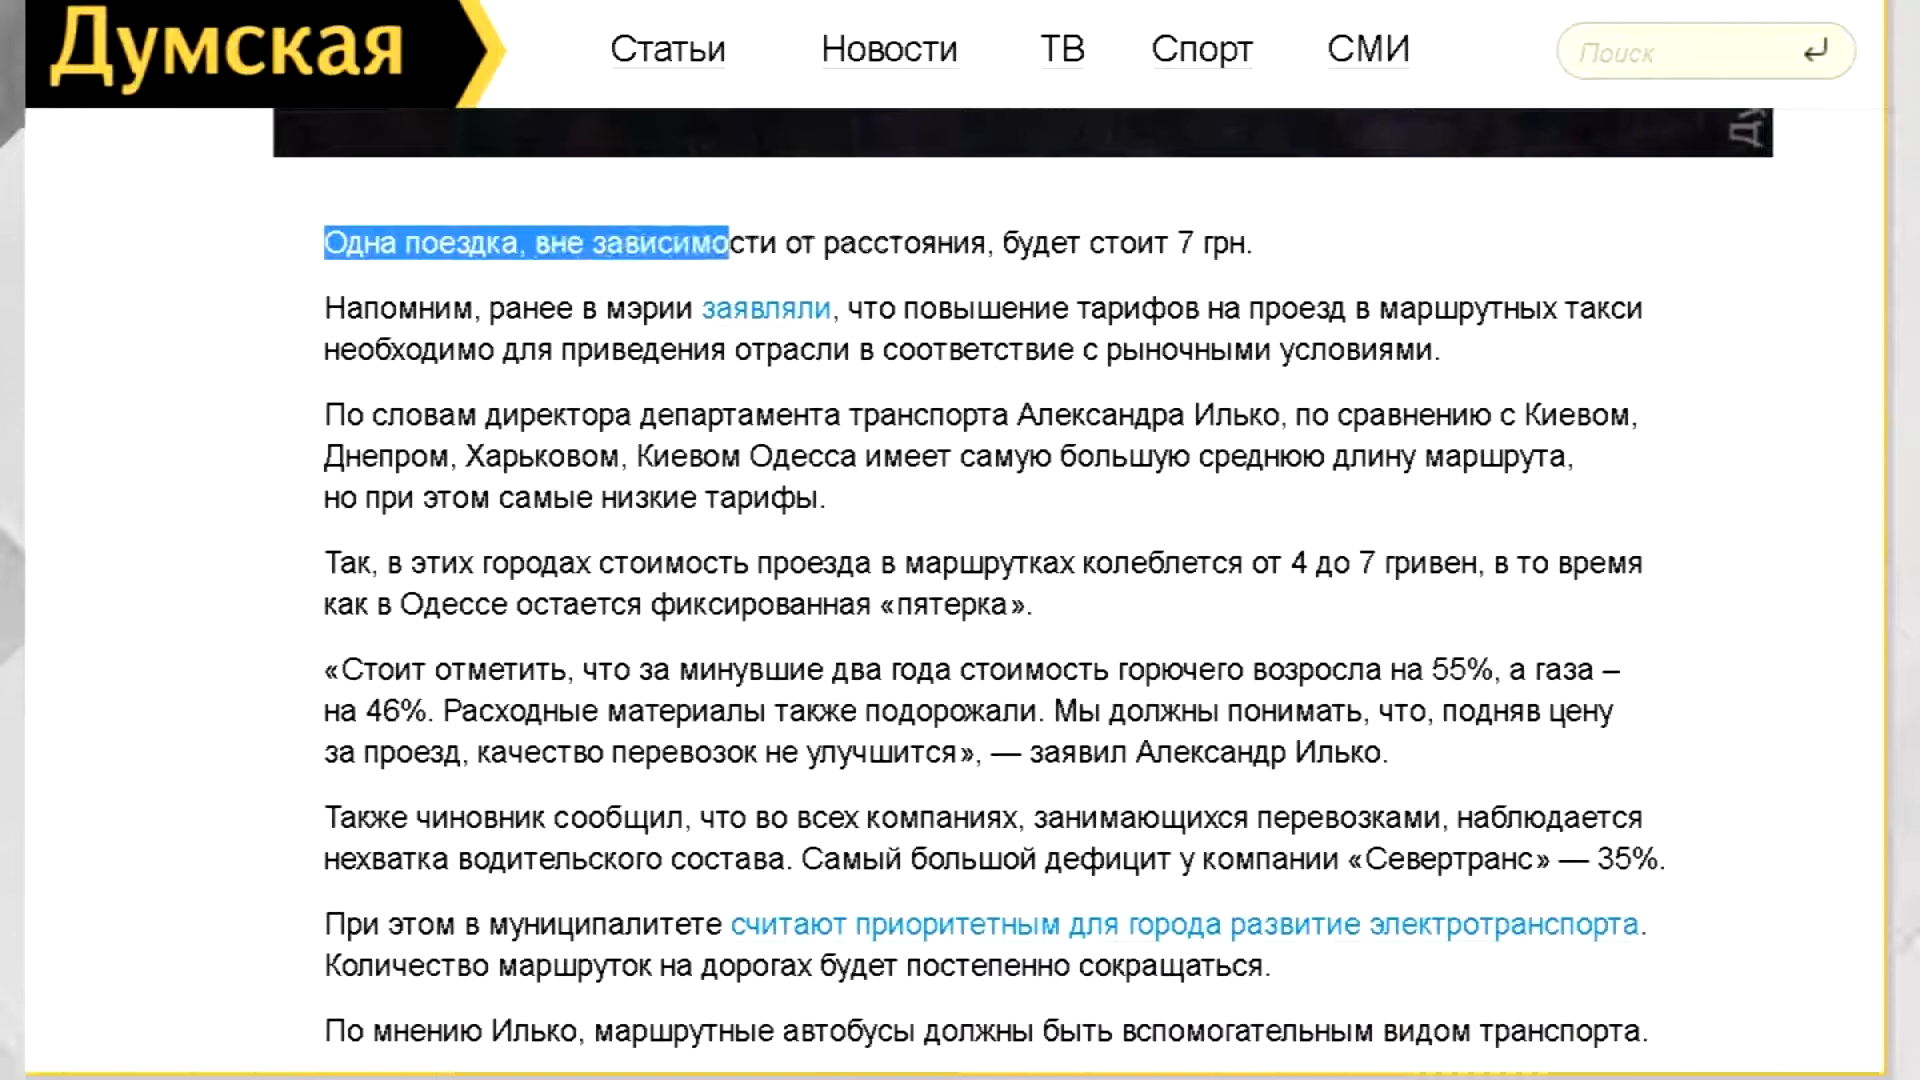 Думская
Статьи Новости ТВ Спорт СМИ Поиск
Ду
Одна поездка, вне зависимости от расстояния, будет стоит 7 грн.
Напомним, ранее в мэрии заявляли, что повышение тарифов на проезд в маршрутных такси
необходимо для приведения отрасли в соответствие с рыночными условиями.
По словам директора департамента транспорта Александра Илько, по сравнению с Киевом,
Днепром, Харьковом, Киевом Одесса имеет самую большую среднюю длину маршрута,
но при этом самые низкие тарифы.
Так, в этих городах стоимость проезда в маршрутках колеблется от 4 до 7 гривен, в то время
как в Одессе остается фиксированная «пятерка».
«Стоит отметить, что за минувшие два года стоимость горючего возросла на 55%, а газа –
на 46%. Расходные материалы также подорожали. Мы должны понимать, что, подняв цену
за проезд, качество перевозок не улучшится», — заявил Александр Илько.
Также чиновник сообщил, что во всех компаниях, занимающихся перевозками, наблюдается
нехватка водительского состава. Самый большой дефицит у компании «Севертранс» — 35%.
При этом в муниципалитете считают приоритетным для города развитие электротранспорта.
Количество маршруток на дорогах будет постепенно сокращаться.
По мнению Илько, маршрутные автобусы должны быть вспомогательным видом транспорта.